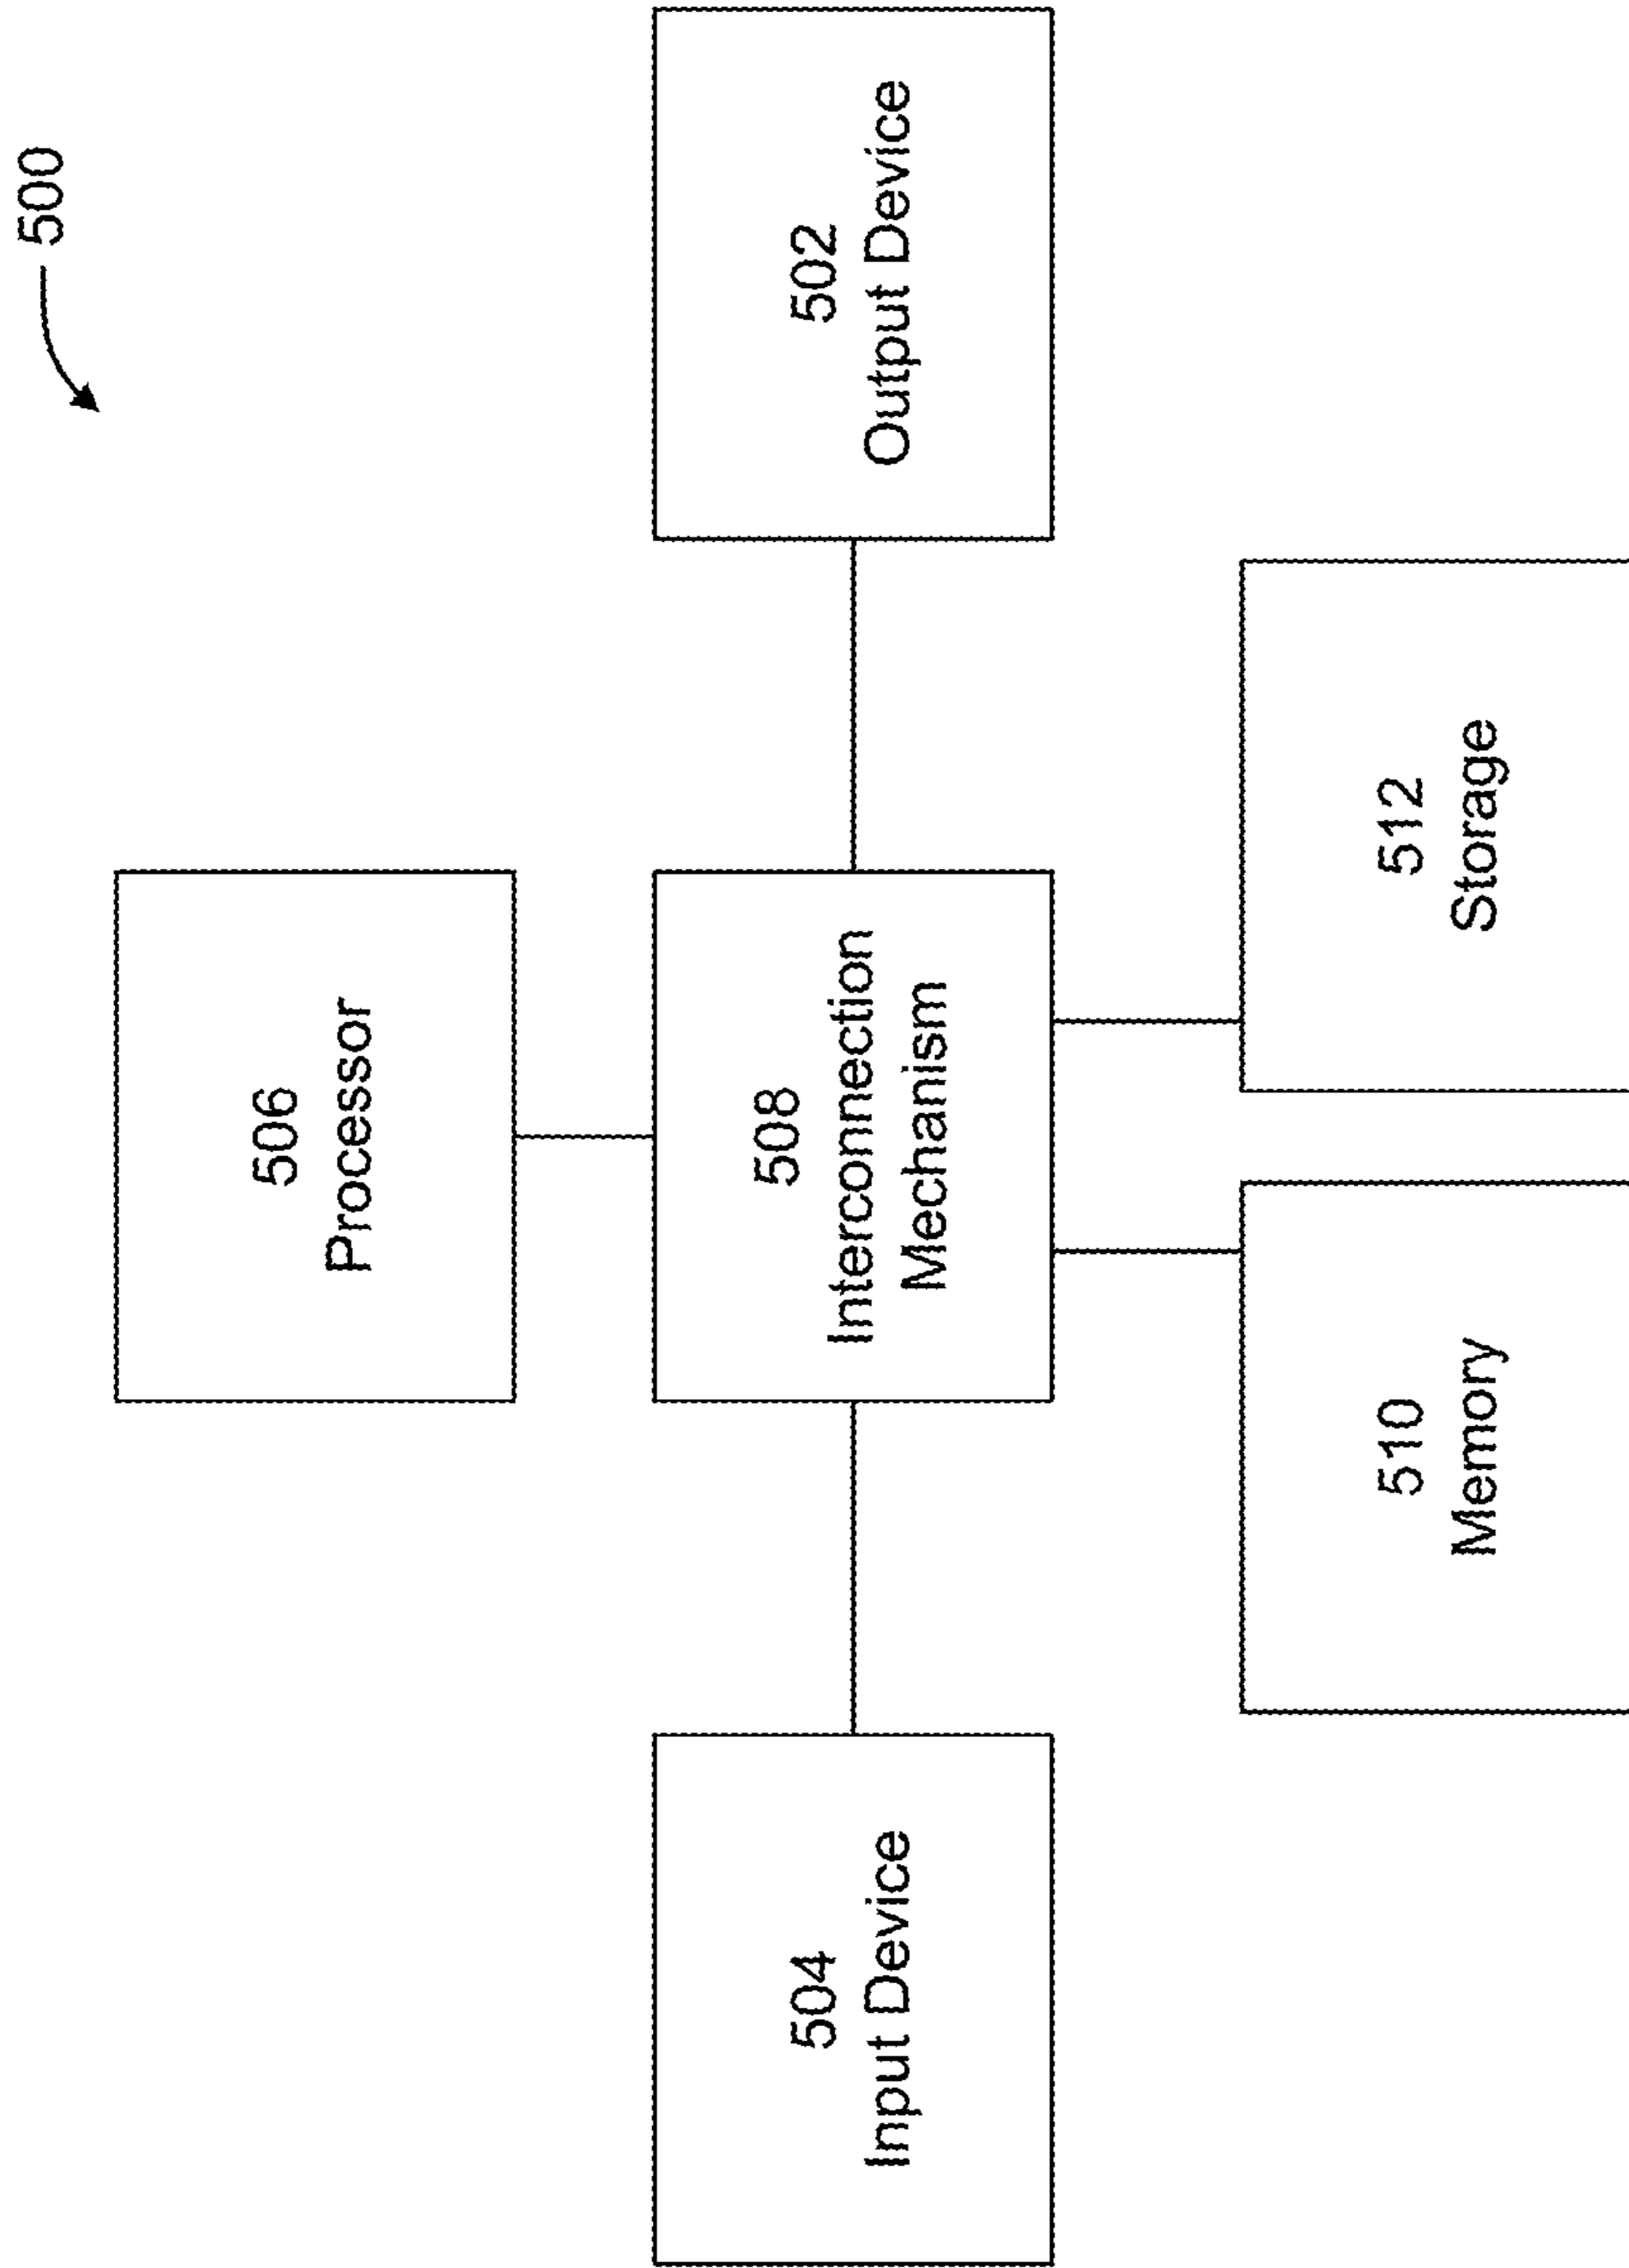 500
506
Processor
504
Input Device
508
Interconnection
Mechanism
502
Output Device
510
Memory
512
Storage